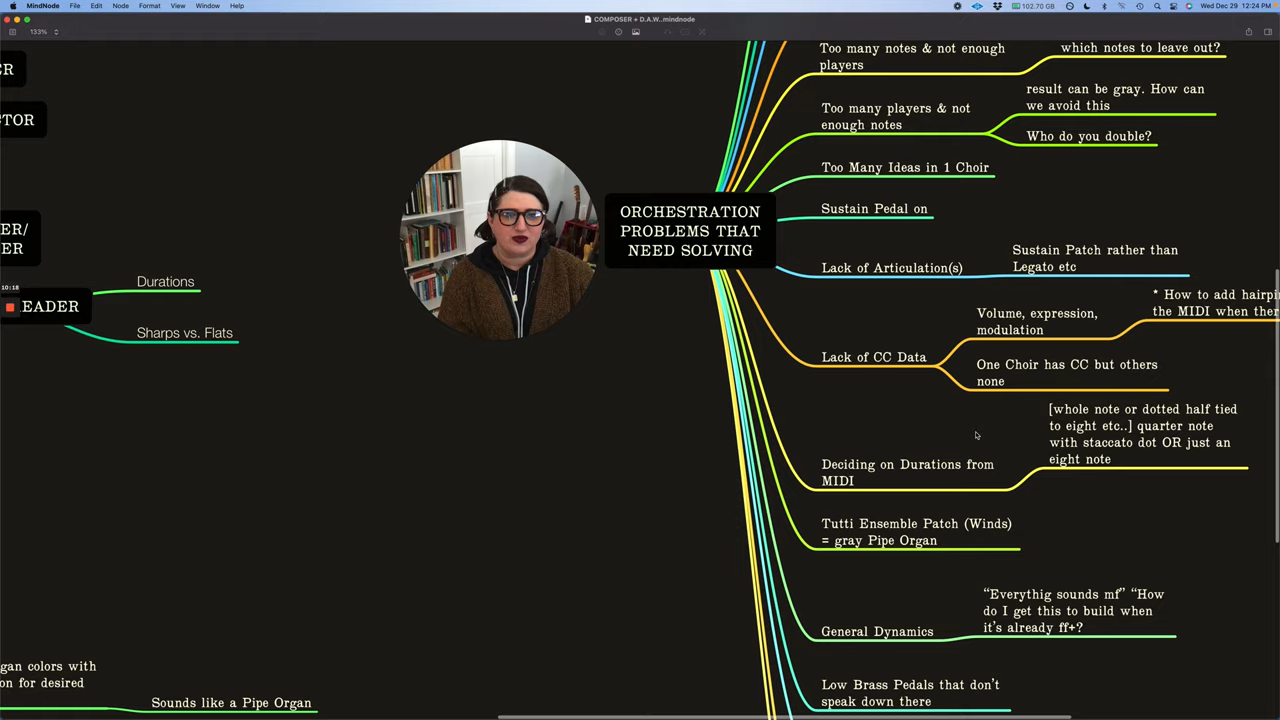 MindNode File Edit Node Format View Window Help
102.70 GB Wed Dec 29 12:24 PM
COMPOSER + D.A.W..mindnode
133%
ER
CTOR
ER/
ER
10:18
EADER
Durations
Sharps vs. Flats
gan colors with
on for desired
Sounds like a Pipe Organ
ORCHESTRATION
PROBLEMS THAT
NEED SOLVING
Too many notes & not enough
players
which notes to leave out?
Too many players & not
enough notes
result can be gray. How can
we avoid this
Who do you double?
Too Many Ideas in 1 Choir
Sustain Pedal on
Lack of Articulation(s)
Sustain Patch rather than
Legato etc
Lack of CC Data
Volume, expression,
modulation
* How to add hairpi
the MIDI when ther
One Choir has CC but others
none
Deciding on Durations from
MIDI
[whole note or dotted half tied
to eight etc..] quarter note
with staccato dot OR just an
eight note
Tutti Ensemble Patch (Winds)
= gray Pipe Organ
General Dynamics
“Everythig sounds mf” “How
do I get this to build when
it's already ff+?
Low Brass Pedals that don't
speak down there